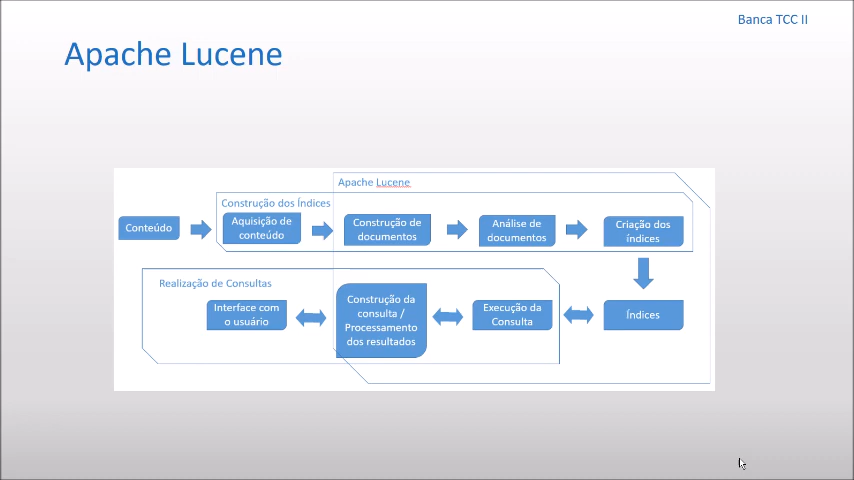 Banca TCC II
Apache Lucene
Apache Lucene
Construção dos Índices
Conteúdo
Aquisição de
conteúdo
Construção de
documentos
Análise de
documentos
Criação dos
índices
Realização de Consultas
Interface com
o usuário
Construção da
consulta /
Processamento
dos resultados
Execução da
Consulta
Índices